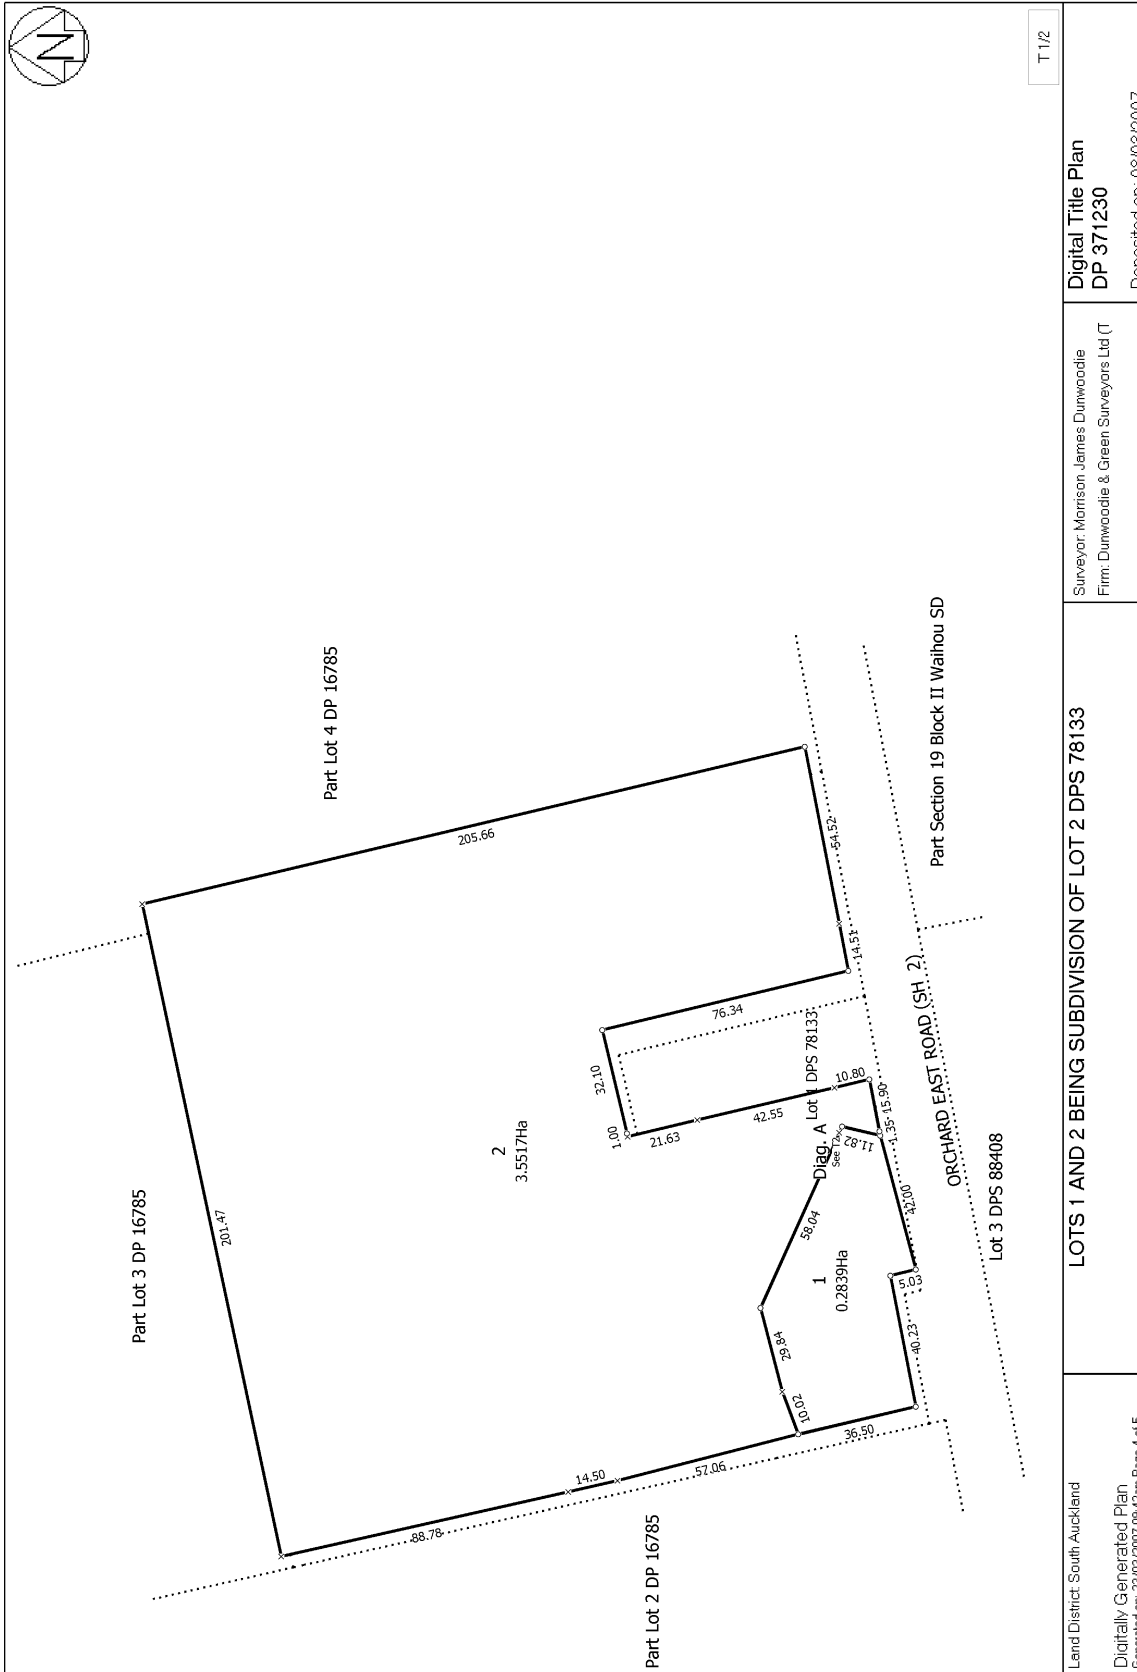 N
T 1/2
Part Lot 3 DP 16785
Part Lot 4 DP 16785
Part Lot 2 DP 16785
201.47
205.66
88.78
14.50
57.06
36.50
2
3.5517Ha
32.10
1.00
21.63
42.55
10.80
76.34
14.51
54.52
Lot 1 DPS 78133
Diag. A
See T2
11.82
1.35
15.90
58.04
29.84
10.02
1
0.2839Ha
42.00
5.03
40.23
ORCHARD EAST ROAD (SH 2)
Part Section 19 Block II Waihou SD
Lot 3 DPS 88408
Land District: South Auckland
Digitally Generated Plan
LOTS 1 AND 2 BEING SUBDIVISION OF LOT 2 DPS 78133
Surveyor: Morrison James Dunwoodie
Firm: Dunwoodie & Green Surveyors Ltd (T
Digital Title Plan
DP 371230